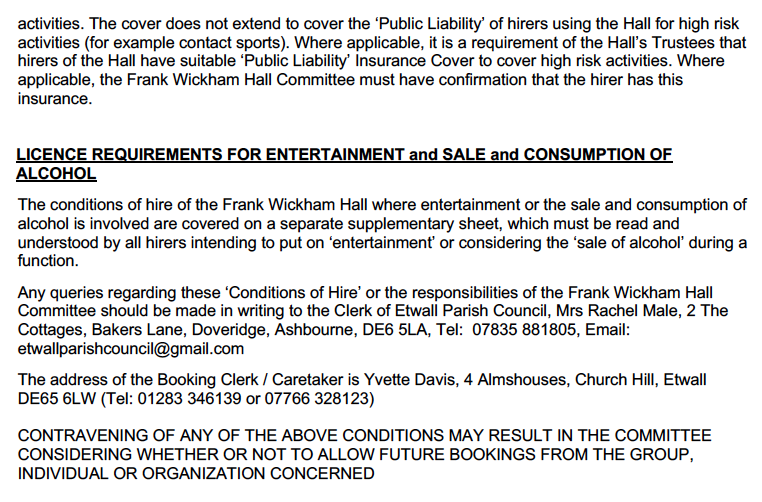 activities. The cover does not extend to cover the ‘Public Liability’ of hirers using the Hall for high risk
activities (for example contact sports). Where applicable, it is a requirement of the Hall’s Trustees that
hirers of the Hall have suitable ‘Public Liability’ Insurance Cover to cover high risk activities. Where
applicable, the Frank Wickham Hall Committee must have confirmation that the hirer has this
insurance.
LICENCE REQUIREMENTS FOR ENTERTAINMENT and SALE and CONSUMPTION OF
ALCOHOL
The conditions of hire of the Frank Wickham Hall where entertainment or the sale and consumption of
alcohol is involved are covered on a separate supplementary sheet, which must be read and
understood by all hirers intending to put on ‘entertainment’ or considering the ‘sale of alcohol’ during a
function.
Any queries regarding these ‘Conditions of Hire’ or the responsibilities of the Frank Wickham Hall
Committee should be made in writing to the Clerk of Etwall Parish Council, Mrs Rachel Male, 2 The
Cottages, Bakers Lane, Doveridge, Ashbourne, DE6 5LA, Tel: 07835 881805, Email:
etwallparishcouncil@gmail.com
The address of the Booking Clerk / Caretaker is Yvette Davis, 4 Almshouses, Church Hill, Etwall
DE65 6LW (Tel: 01283 346139 or 07766 328123)
CONTRAVENING OF ANY OF THE ABOVE CONDITIONS MAY RESULT IN THE COMMITTEE
CONSIDERING WHETHER OR NOT TO ALLOW FUTURE BOOKINGS FROM THE GROUP,
INDIVIDUAL OR ORGANIZATION CONCERNED